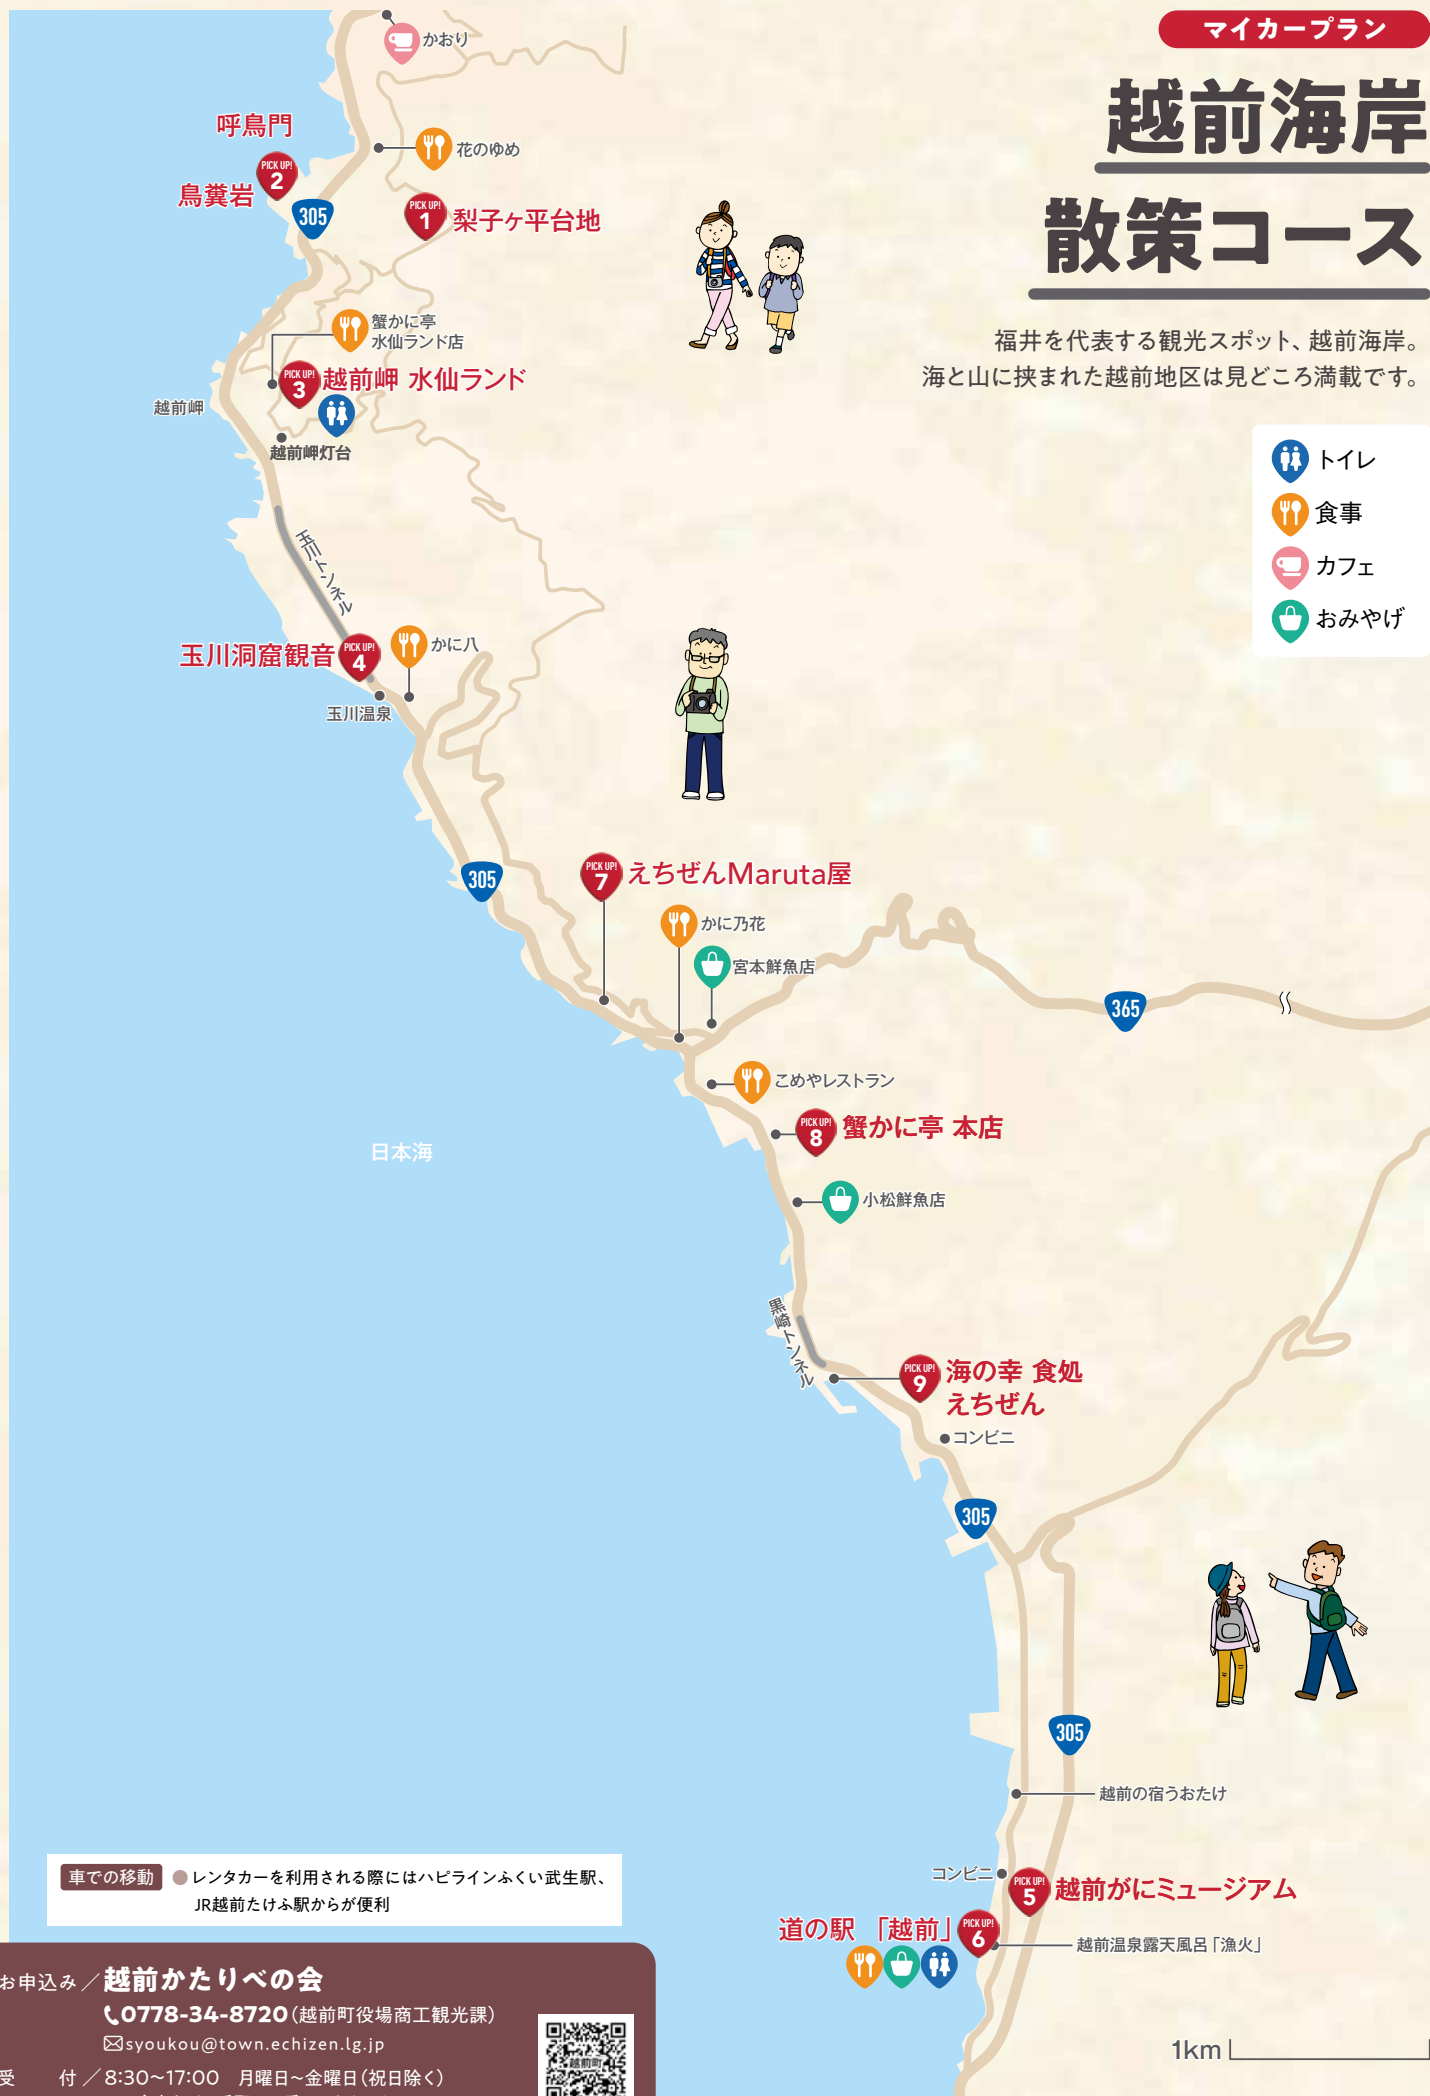 マイカープラン
越前海岸
散策コース
福井を代表する観光スポット、越前海岸。
海と山に挟まれた越前地区は見どころ満載です。
トイレ
食事
カフェ
おみやげ
かおり
呼鳥門
花のゆめ
PICK UP! 2
鳥糞岩
305
PICK UP! 1 梨子ヶ平台地
蟹かに亭
水仙ランド店
PICK UP! 3 越前岬 水仙ランド
越前岬
越前岬灯台
玉川トンネル
玉川洞窟観音 PICK UP! 4
かに八
玉川温泉
305
PICK UP! 7 えちぜんMaruta屋
かに乃花
宮本鮮魚店
365
こめやレストラン
PICK UP! 8 蟹かに亭 本店
日本海
小松鮮魚店
黒崎トンネル
PICK UP! 9 海の幸 食処
えちぜん
コンビニ
305
305
越前の宿うおたけ
コンビニ
PICK UP! 5 越前がにミュージアム
道の駅 「越前」 PICK UP! 6
越前温泉露天風呂「漁火」
車での移動 ●レンタカーを利用される際にはハピラインふくい武生駅、
JR越前たけふ駅からが便利
お申込み／越前かたりべの会
0778-34-8720(越前町役場商工観光課)
syoukou@town.echizen.lg.jp
受 付／8:30~17:00 月曜日~金曜日(祝日除く)
越前町
1km